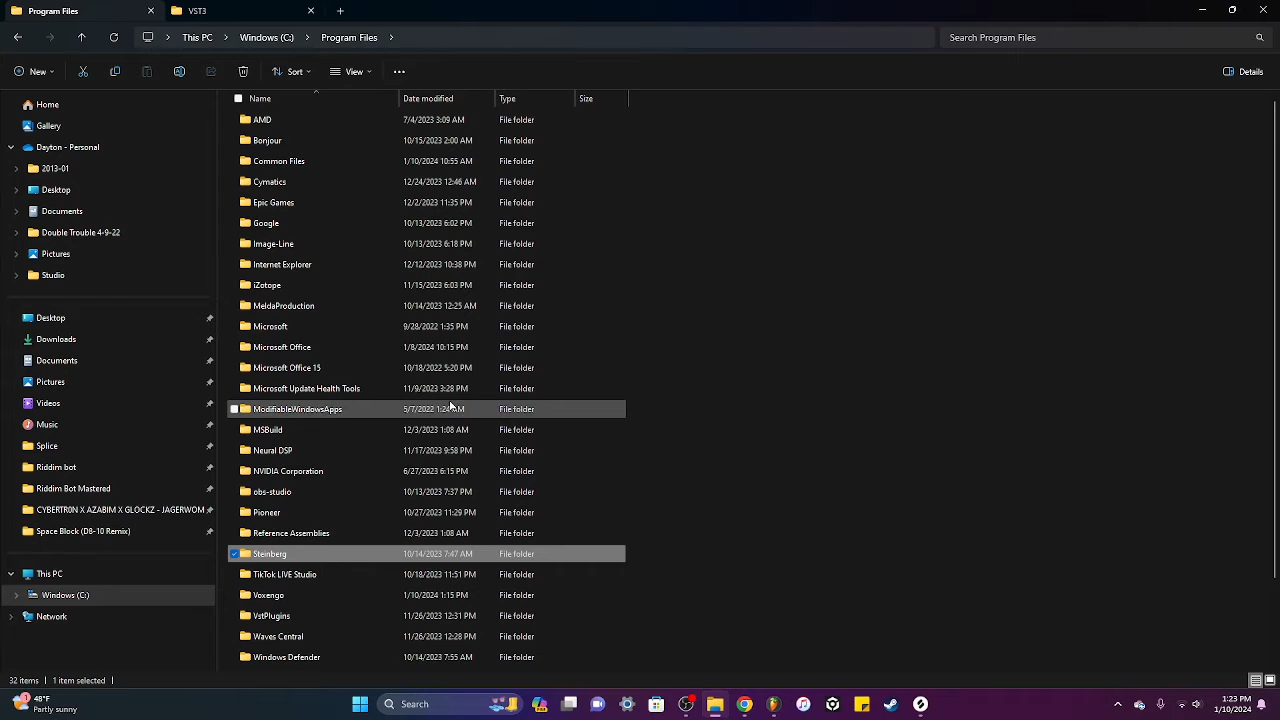 Program Files
VST3
This PC
Windows (C:)
Program Files
Search Program Files
New
Sort
View
Details
Name Date modified Type Size
Home
Gallery
Dayton - Personal
2013-01
Desktop
Documents
Double Trouble 4-9-22
Pictures
Studio
Desktop
Downloads
Documents
Pictures
Videos
Music
Splice
Riddim bot
Riddim Bot Mastered
CYBERTR0N X AZABIM X GLOCKZ - JAGERWOM
Space Block (D8-10 Remix)
This PC
Windows (C:)
Network
AMD 7/4/2023 3:09 AM File folder
Bonjour 10/15/2023 2:00 AM File folder
Common Files 1/10/2024 10:55 AM File folder
Cymatics 12/24/2023 12:46 AM File folder
Epic Games 12/2/2023 11:35 PM File folder
Google 10/13/2023 6:02 PM File folder
Image-Line 10/13/2023 6:18 PM File folder
Internet Explorer 12/12/2023 10:38 PM File folder
iZotope 11/15/2023 6:03 PM File folder
MeldaProduction 10/14/2023 12:25 AM File folder
Microsoft 9/28/2022 1:35 PM File folder
Microsoft Office 1/8/2024 10:15 PM File folder
Microsoft Office 15 10/18/2022 5:20 PM File folder
Microsoft Update Health Tools 11/9/2023 3:28 PM File folder
ModifiableWindowsApps 5/7/2022 1:24 AM File folder
MSBuild 12/3/2023 1:08 AM File folder
Neural DSP 11/17/2023 9:58 PM File folder
NVIDIA Corporation 6/27/2023 6:15 PM File folder
obs-studio 10/13/2023 7:37 PM File folder
Pioneer 10/27/2023 11:29 PM File folder
Reference Assemblies 12/3/2023 1:08 AM File folder
Steinberg 10/14/2023 7:47 AM File folder
TikTok LIVE Studio 10/18/2023 11:51 PM File folder
Voxengo 1/10/2024 1:15 PM File folder
VstPlugins 11/26/2023 12:31 PM File folder
Waves Central 11/26/2023 12:28 PM File folder
Windows Defender 10/14/2023 7:55 AM File folder
32 items 1 item selected
48°F
Partly sunny
Search
1:23 PM
1/10/2024